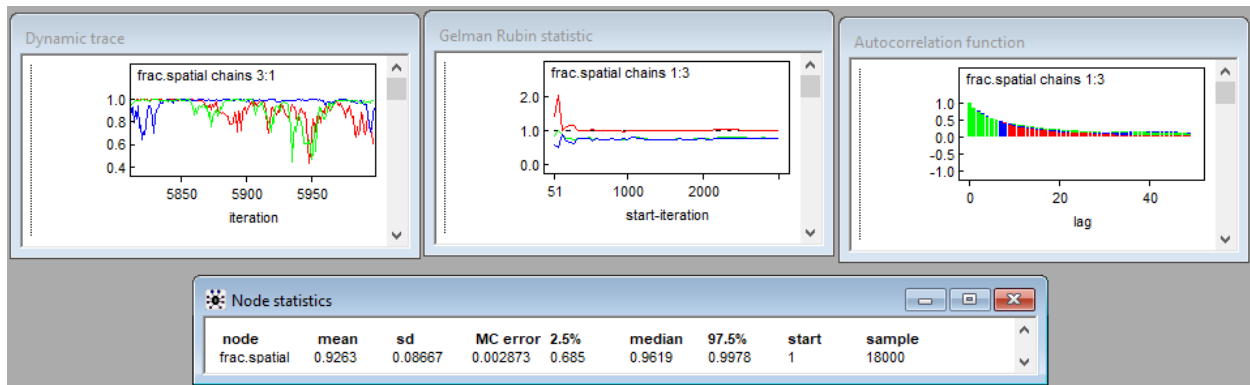 Dynamic trace
frac.spatial chains 3:1
1.0
0.8
0.6
0.4
5850 5900 5950
iteration
Gelman Rubin statistic
frac.spatial chains 1:3
2.0
1.0
0.0
51 1000 2000
start-iteration
Autocorrelation function
frac.spatial chains 1:3
1.0
0.5
0.0
-0.5
-1.0
0 20 40
lag
Node statistics
node mean sd MC error 2.5% median 97.5% start sample
frac.spatial 0.9263 0.08667 0.002873 0.685 0.9619 0.9978 1 18000